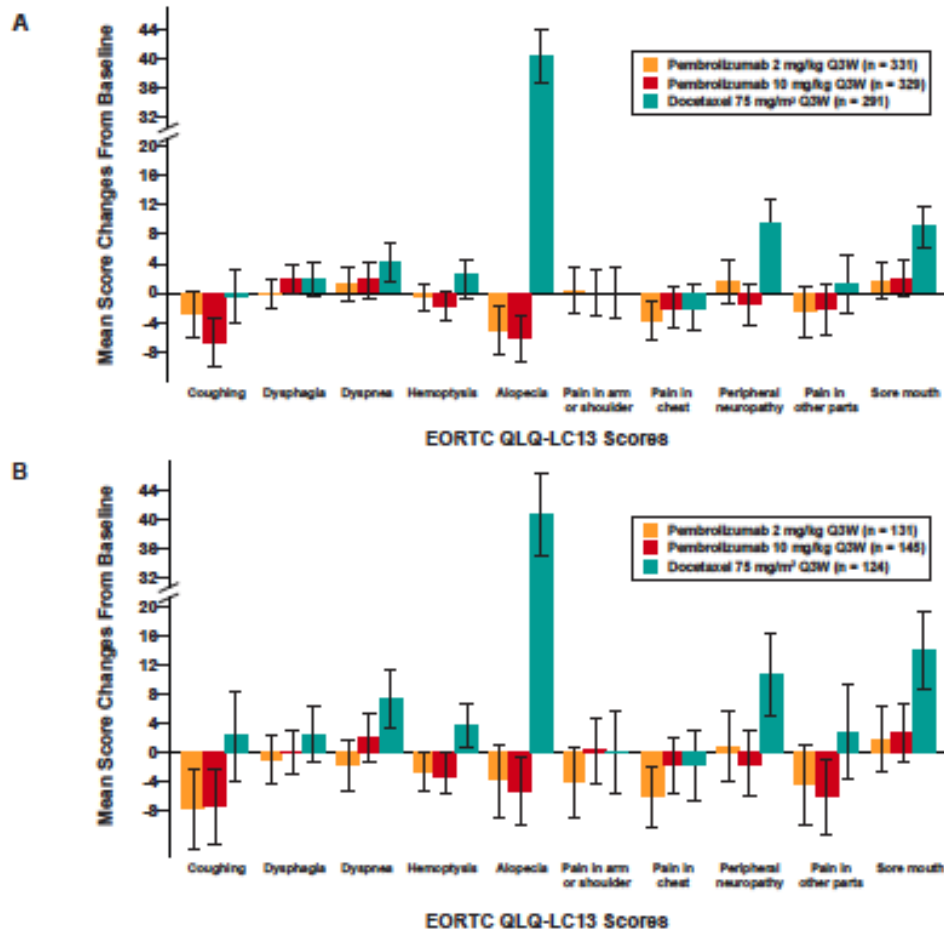 A
Mean Score Changes From Baseline
44
40
36
32
20
16
12
8
4
0
-4
-8
Pembrolizumab 2 mg/kg Q3W (n = 331)
Pembrolizumab 10 mg/kg Q3W (n = 329)
Docetaxel 75 mg/m² Q3W (n = 291)
Coughing Dysphagia Dyspnea Hemoptysis Alopecia Pain in arm Pain in Peripheral Pain in Sore mouth
or shoulder chest neuropathy other parts
EORTC QLQ-LC13 Scores
B
Mean Score Changes From Baseline
44
40
36
32
20
16
12
8
4
0
-4
-8
Pembrolizumab 2 mg/kg Q3W (n = 131)
Pembrolizumab 10 mg/kg Q3W (n = 145)
Docetaxel 75 mg/m² Q3W (n = 124)
Coughing Dysphagia Dyspnea Hemoptysis Alopecia Pain in arm Pain in Peripheral Pain in Sore mouth
or shoulder chest neuropathy other parts
EORTC QLQ-LC13 Scores